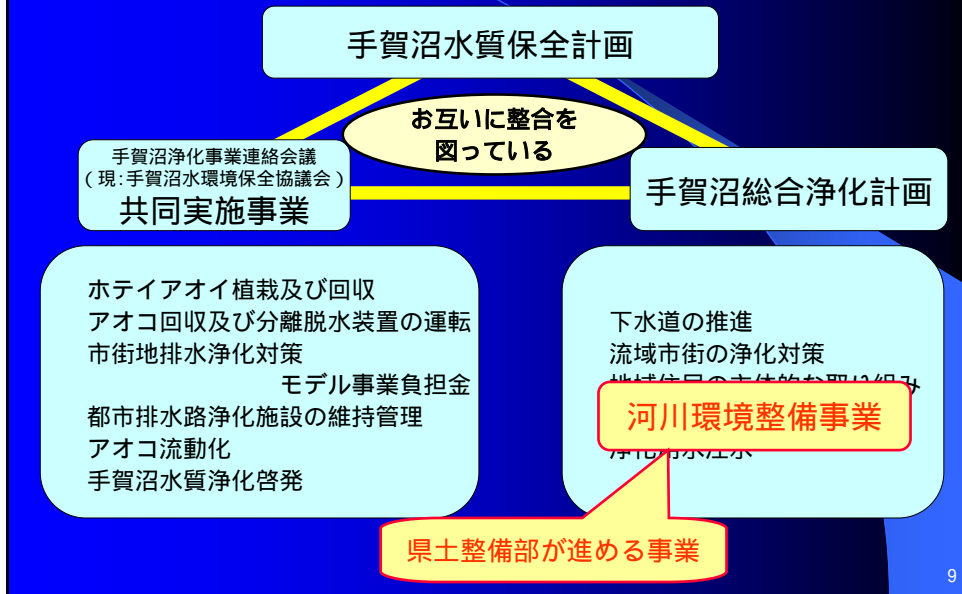 手賀沼水質保全計画
お互いに整合を
図っている
手賀沼浄化事業連絡会議
（現：手賀沼水環境保全協議会）
共同実施事業
手賀沼総合浄化計画
ホテイアオイ植栽及び回収
アオコ回収及び分離脱水装置の運転
市街地排水浄化対策
モデル事業負担金
都市排水路浄化施設の維持管理
アオコ流動化
手賀沼水質浄化啓発
下水道の推進
流域市街の浄化対策
河川環境整備事業
県土整備部が進める事業
9